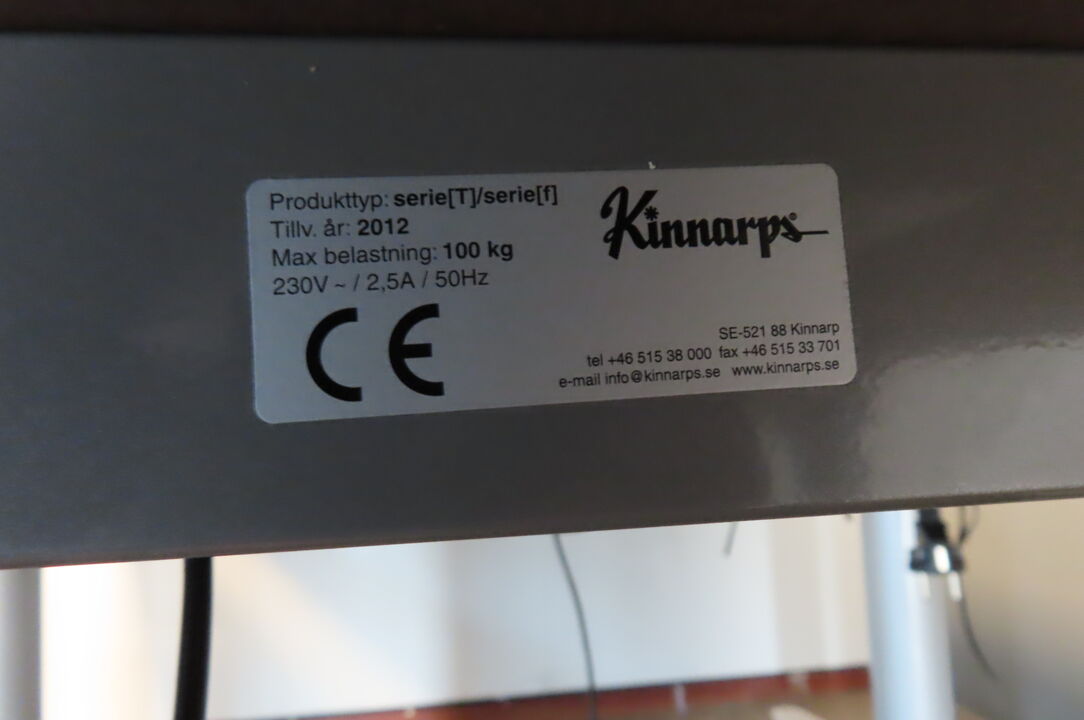 Produkttyp: serie[T]/serie[f]
Tillv. år: 2012
Max belastning: 100 kg
230V ~ / 2,5A / 50Hz
CE
Kinnarps®
SE-521 88 Kinnarp
tel +46 515 38 000 fax +46 515 33 701
e-mail info@kinnarps.se www.kinnarps.se